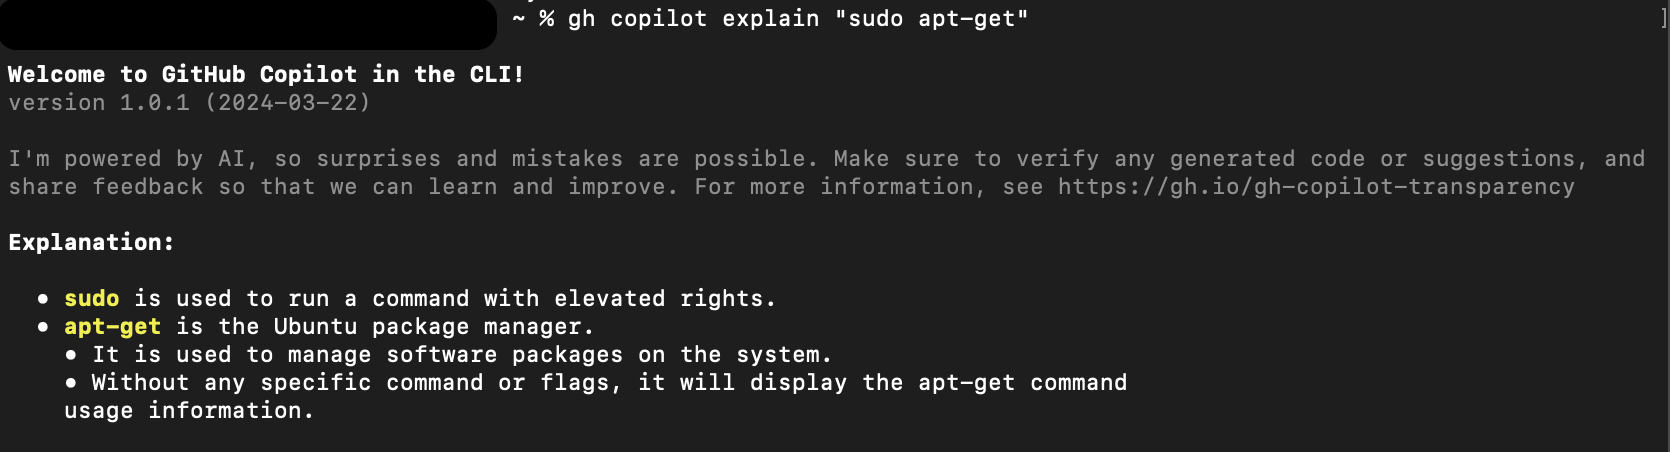 ~ % gh copilot explain "sudo apt-get" ]
Welcome to GitHub Copilot in the CLI!
version 1.0.1 (2024-03-22)
I'm powered by AI, so surprises and mistakes are possible. Make sure to verify any generated code or suggestions, and
share feedback so that we can learn and improve. For more information, see https://gh.io/gh-copilot-transparency
Explanation:
• sudo is used to run a command with elevated rights.
• apt-get is the Ubuntu package manager.
• It is used to manage software packages on the system.
• Without any specific command or flags, it will display the apt-get command
usage information.